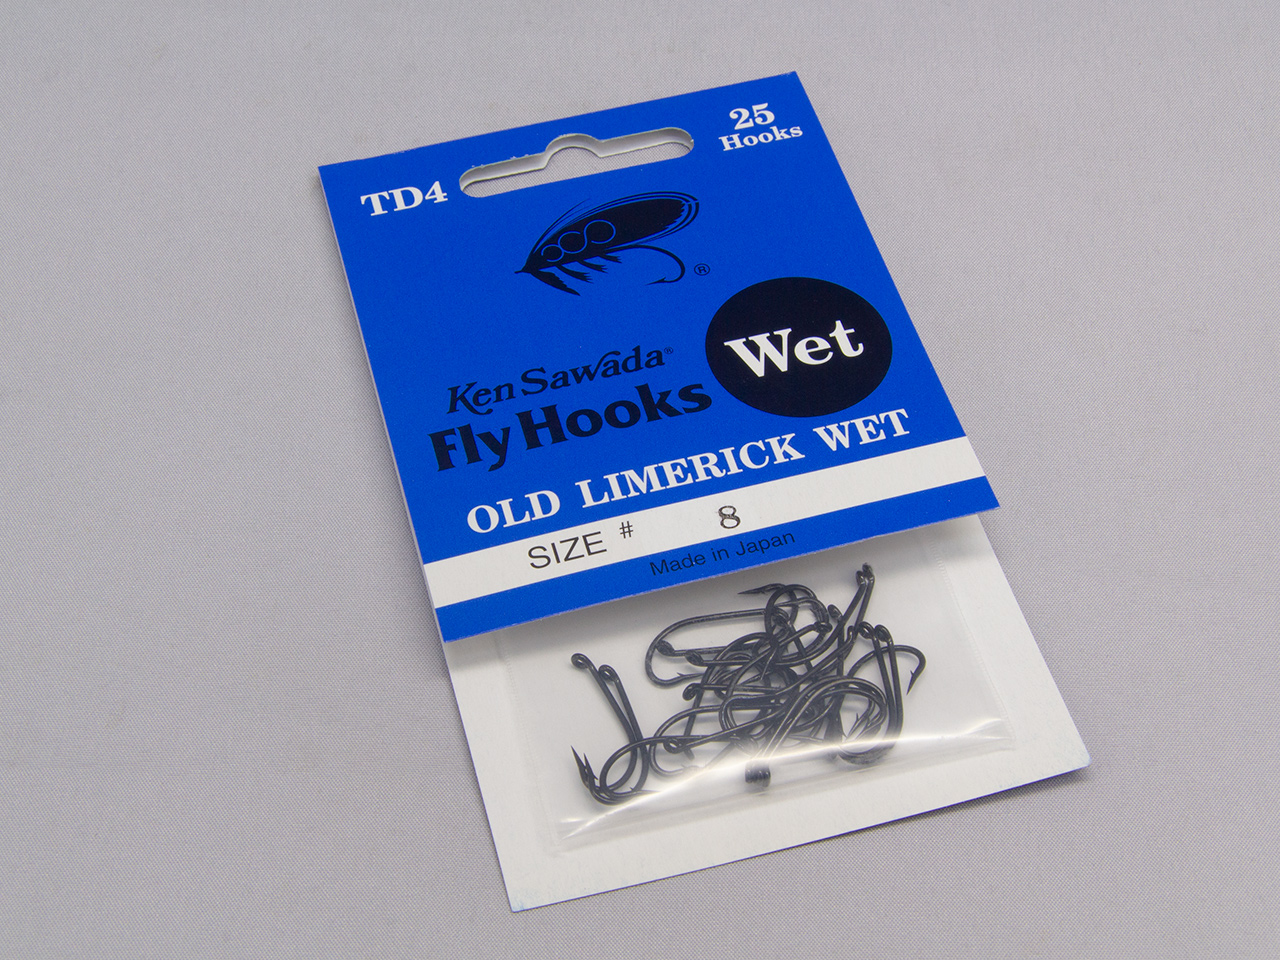 TD4
25
Hooks
®
Ken Sawada®
Fly Hooks
Wet
OLD LIMERICK WET
SIZE # 8
Made in Japan